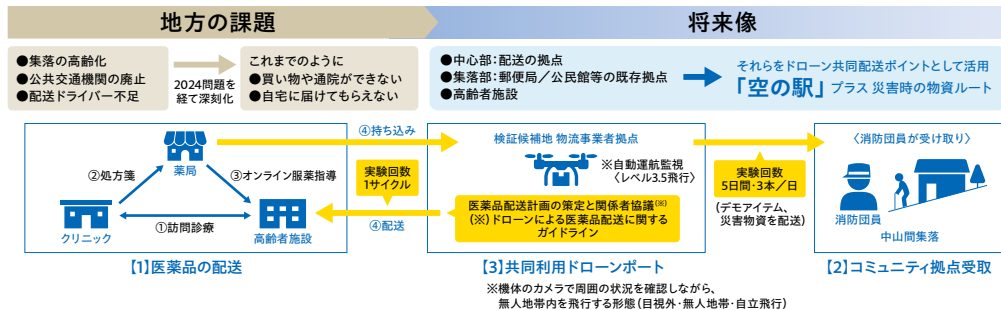 地方の課題
将来像
●集落の高齢化
●公共交通機関の廃止
●配送ドライバー不足
2024問題を
経て深刻化
これまでのように
●買い物や通院ができない
●自宅に届けてもらえない
●中心部:配送の拠点
●集落部:郵便局/公民館等の既存拠点
●高齢者施設
それらをドローン共同配送ポイントとして活用
「空の駅」プラス 災害時の物資ルート
薬局
②処方箋
③オンライン服薬指導
クリニック
①訪問診療
高齢者施設
【1】医薬品の配送
④持ち込み
実験回数
1サイクル
④配送
検証候補地 物流事業者拠点
※自動運航監視
〈レベル3.5飛行〉
医薬品配送計画の策定と関係者協議(※)
(※)ドローンによる医薬品配送に関する
ガイドライン
【3】共同利用ドローンポート
※機体のカメラで周囲の状況を確認しながら、
無人地帯内を飛行する形態(目視外・無人地帯・自立飛行)
実験回数
5日間・3本/日
(デモアイテム、
災害物資を配送)
〈消防団員が受け取り〉
消防団員
中山間集落
【2】コミュニティ拠点受取